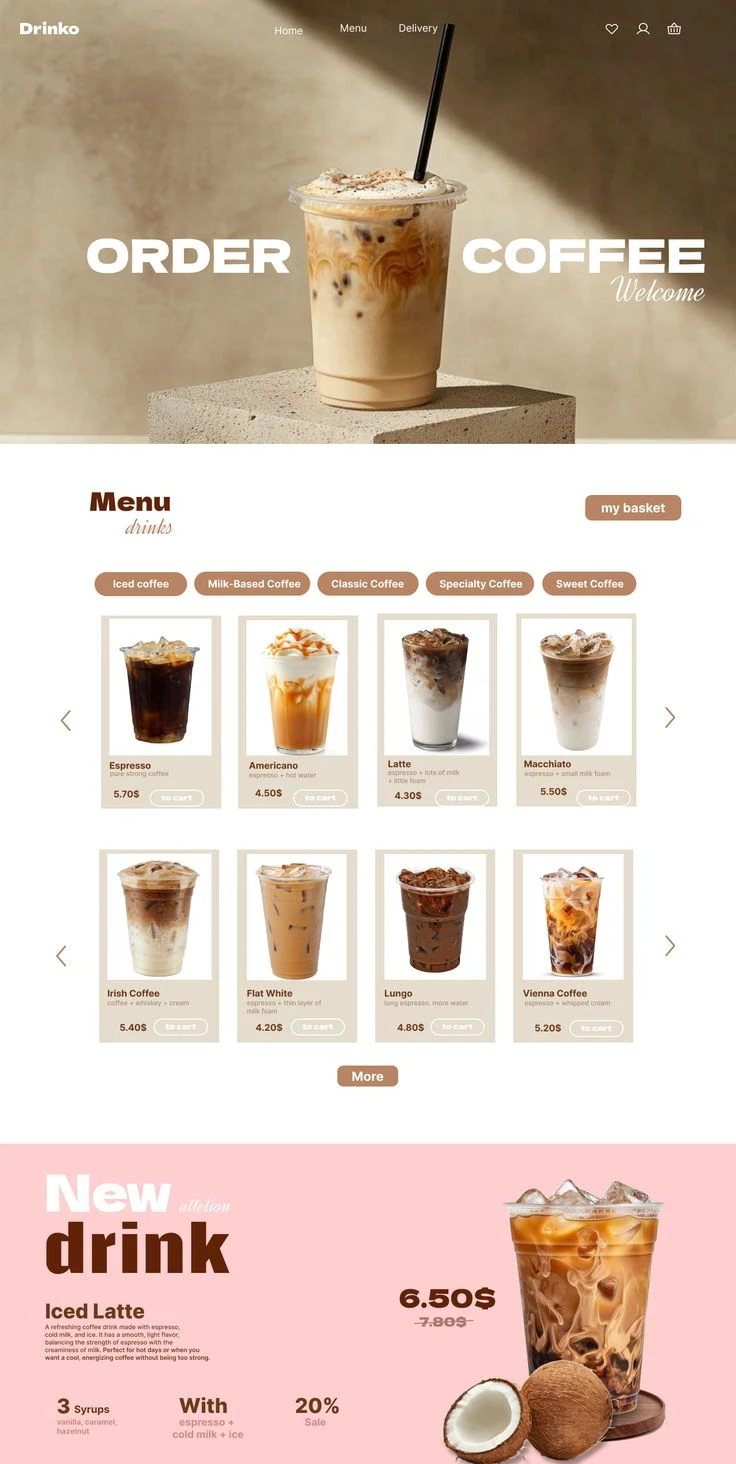 Drinko
Home Menu Delivery
ORDER COFFEE
Welcome
Menu
drinks
my basket
Iced coffee Milk-Based Coffee Classic Coffee Specialty Coffee Sweet Coffee
Espresso
pure strong coffee
5.70$ to cart
Americano
espresso + hot water
4.50$ to cart
Latte
espresso + lots of milk
+ little foam
4.30$ to cart
Macchiato
espresso + small milk foam
5.50$ to cart
Irish Coffee
coffee + whiskey + cream
5.40$ to cart
Flat White
espresso + thin layer of
milk foam
4.20$ to cart
Lungo
long espresso, more water
4.80$ to cart
Vienna Coffee
espresso + whipped cream
5.20$ to cart
More
New attetion
drink
Iced Latte
A refreshing coffee drink made with espresso,
cold milk, and ice. It has a smooth, light flavor,
balancing the strength of espresso with the
creaminess of milk. Perfect for hot days or when you
want a cool, energizing coffee without being too strong.
6.50$
7.80$
3 Syrups
vanilla, caramel,
hazelnut
With
espresso +
cold milk + ice
20%
Sale